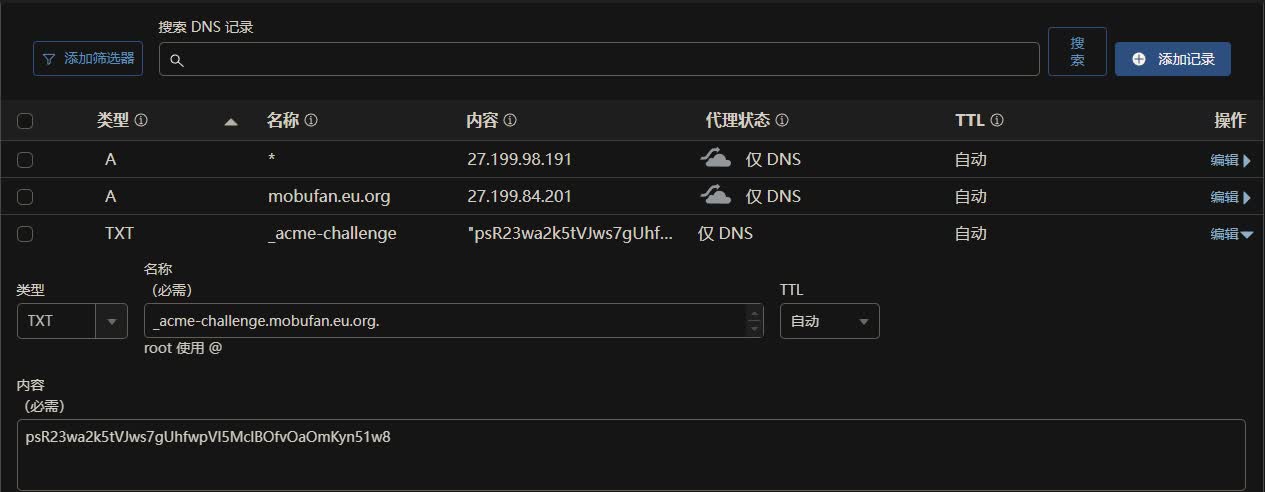 搜索 DNS 记录
添加筛选器
搜索
添加记录
类型 名称 内容 代理状态 TTL 操作
A * 27.199.98.191 仅 DNS 自动 编辑
A mobufan.eu.org 27.199.84.201 仅 DNS 自动 编辑
TXT _acme-challenge "psR23wa2k5tVJws7gUhf... 仅 DNS 自动 编辑
类型
名称
（必需）
TTL
TXT
_acme-challenge.mobufan.eu.org.
自动
root 使用 @
内容
（必需）
psR23wa2k5tVJws7gUhfwpVI5McIBOfvOaOmKyn51w8